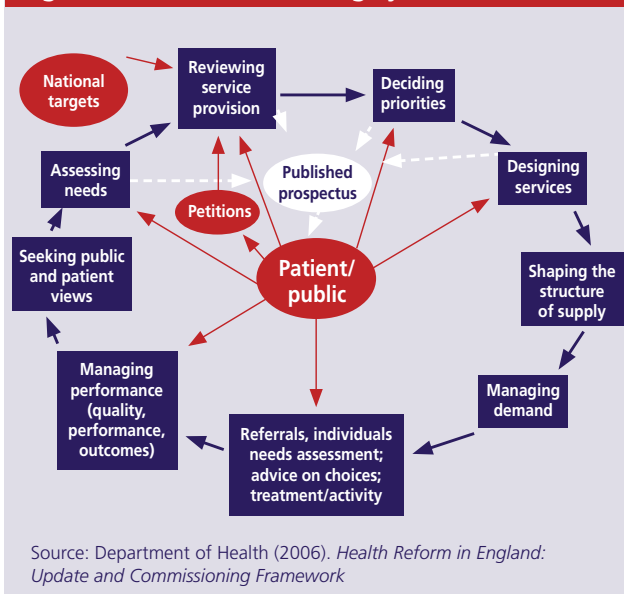 National
targets
Reviewing
service
provision
Deciding
priorities
Assessing
needs
Published
prospectus
Designing
services
Petitions
Seeking public
and patient
views
Patient/
public
Shaping the
structure
of supply
Managing
performance
(quality,
performance,
outcomes)
Managing
demand
Referrals, individuals
needs assessment;
advice on choices;
treatment/activity
Source: Department of Health (2006). Health Reform in England:
Update and Commissioning Framework